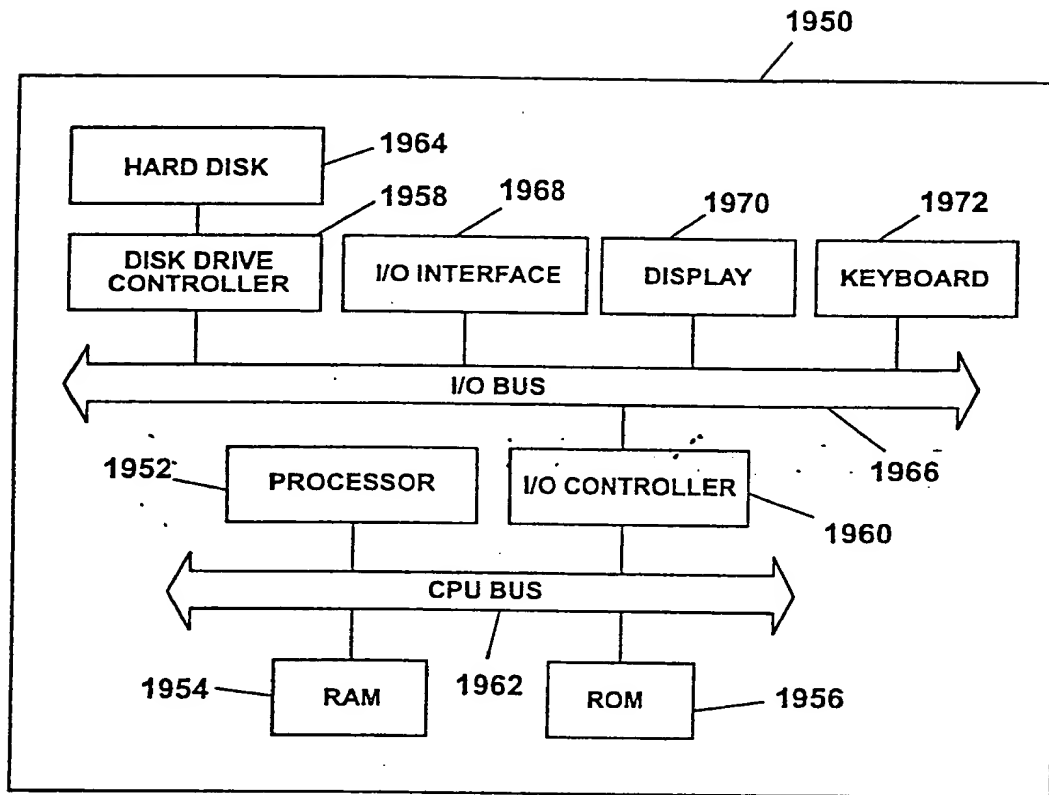 1950
HARD DISK
1964
1958
1968
1970
1972
DISK DRIVE
CONTROLLER
I/O INTERFACE
DISPLAY
KEYBOARD
I/O BUS
1966
1952
PROCESSOR
I/O CONTROLLER
1960
CPU BUS
1954
RAM
1962
ROM
1956